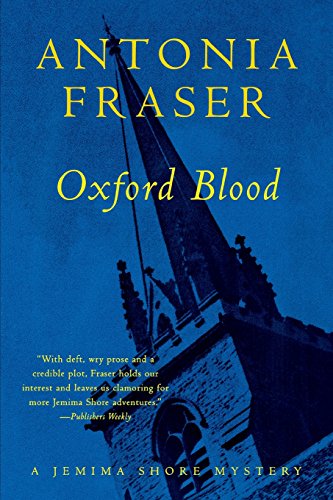 ANTONIA
FRASER
Oxford Blood
"With deft, wry prose and a
credible plot, Fraser holds our
interest and leaves us clamoring for
more Jemima Shore adventures."
—Publishers Weekly
A JEMIMA SHORE MYSTERY